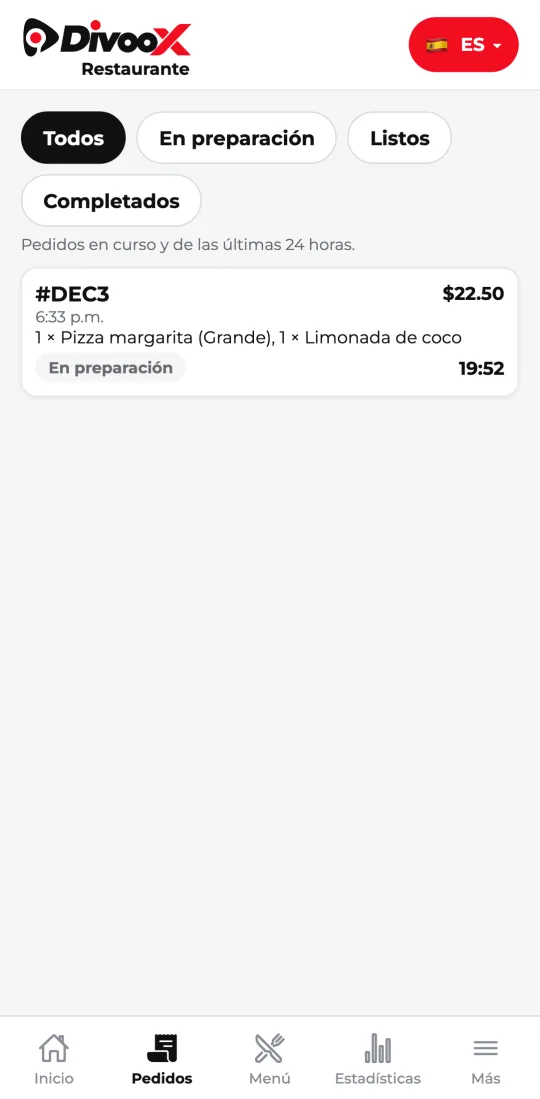 DivooX
Restaurante
ES
Todos
En preparación
Listos
Completados
Pedidos en curso y de las últimas 24 horas.
#DEC3
$22.50
6:33 p.m.
1 × Pizza margarita (Grande), 1 × Limonada de coco
En preparación
19:52
Inicio
Pedidos
Menú
Estadísticas
Más